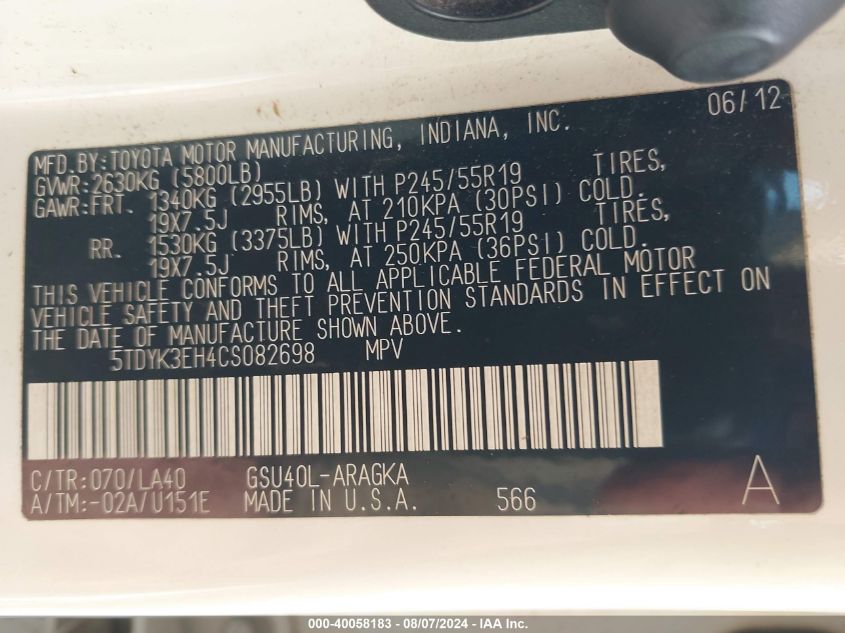 06/12
MFD.BY:TOYOTA MOTOR MANUFACTURING, INDIANA, INC.
GVWR:2630KG (5800LB)
GAWR:FRT. 1340KG (2955LB) WITH P245/55R19 TIRES,
19X7.5J RIMS, AT 210KPA (30PSI) COLD.
RR. 1530KG (3375LB) WITH P245/55R19 TIRES,
19X7.5J RIMS, AT 250KPA (36PSI) COLD.
THIS VEHICLE CONFORMS TO ALL APPLICABLE FEDERAL MOTOR
VEHICLE SAFETY AND THEFT PREVENTION STANDARDS IN EFFECT ON
THE DATE OF MANUFACTURE SHOWN ABOVE.
5TDYK3EH4CS082698 MPV
C/TR:070/LA40 GSU40L-ARAGKA
A/TM:-02A/U151E MADE IN U.S.A. 566 A
000-40058183 - 08/07/2024 - IAA Inc.